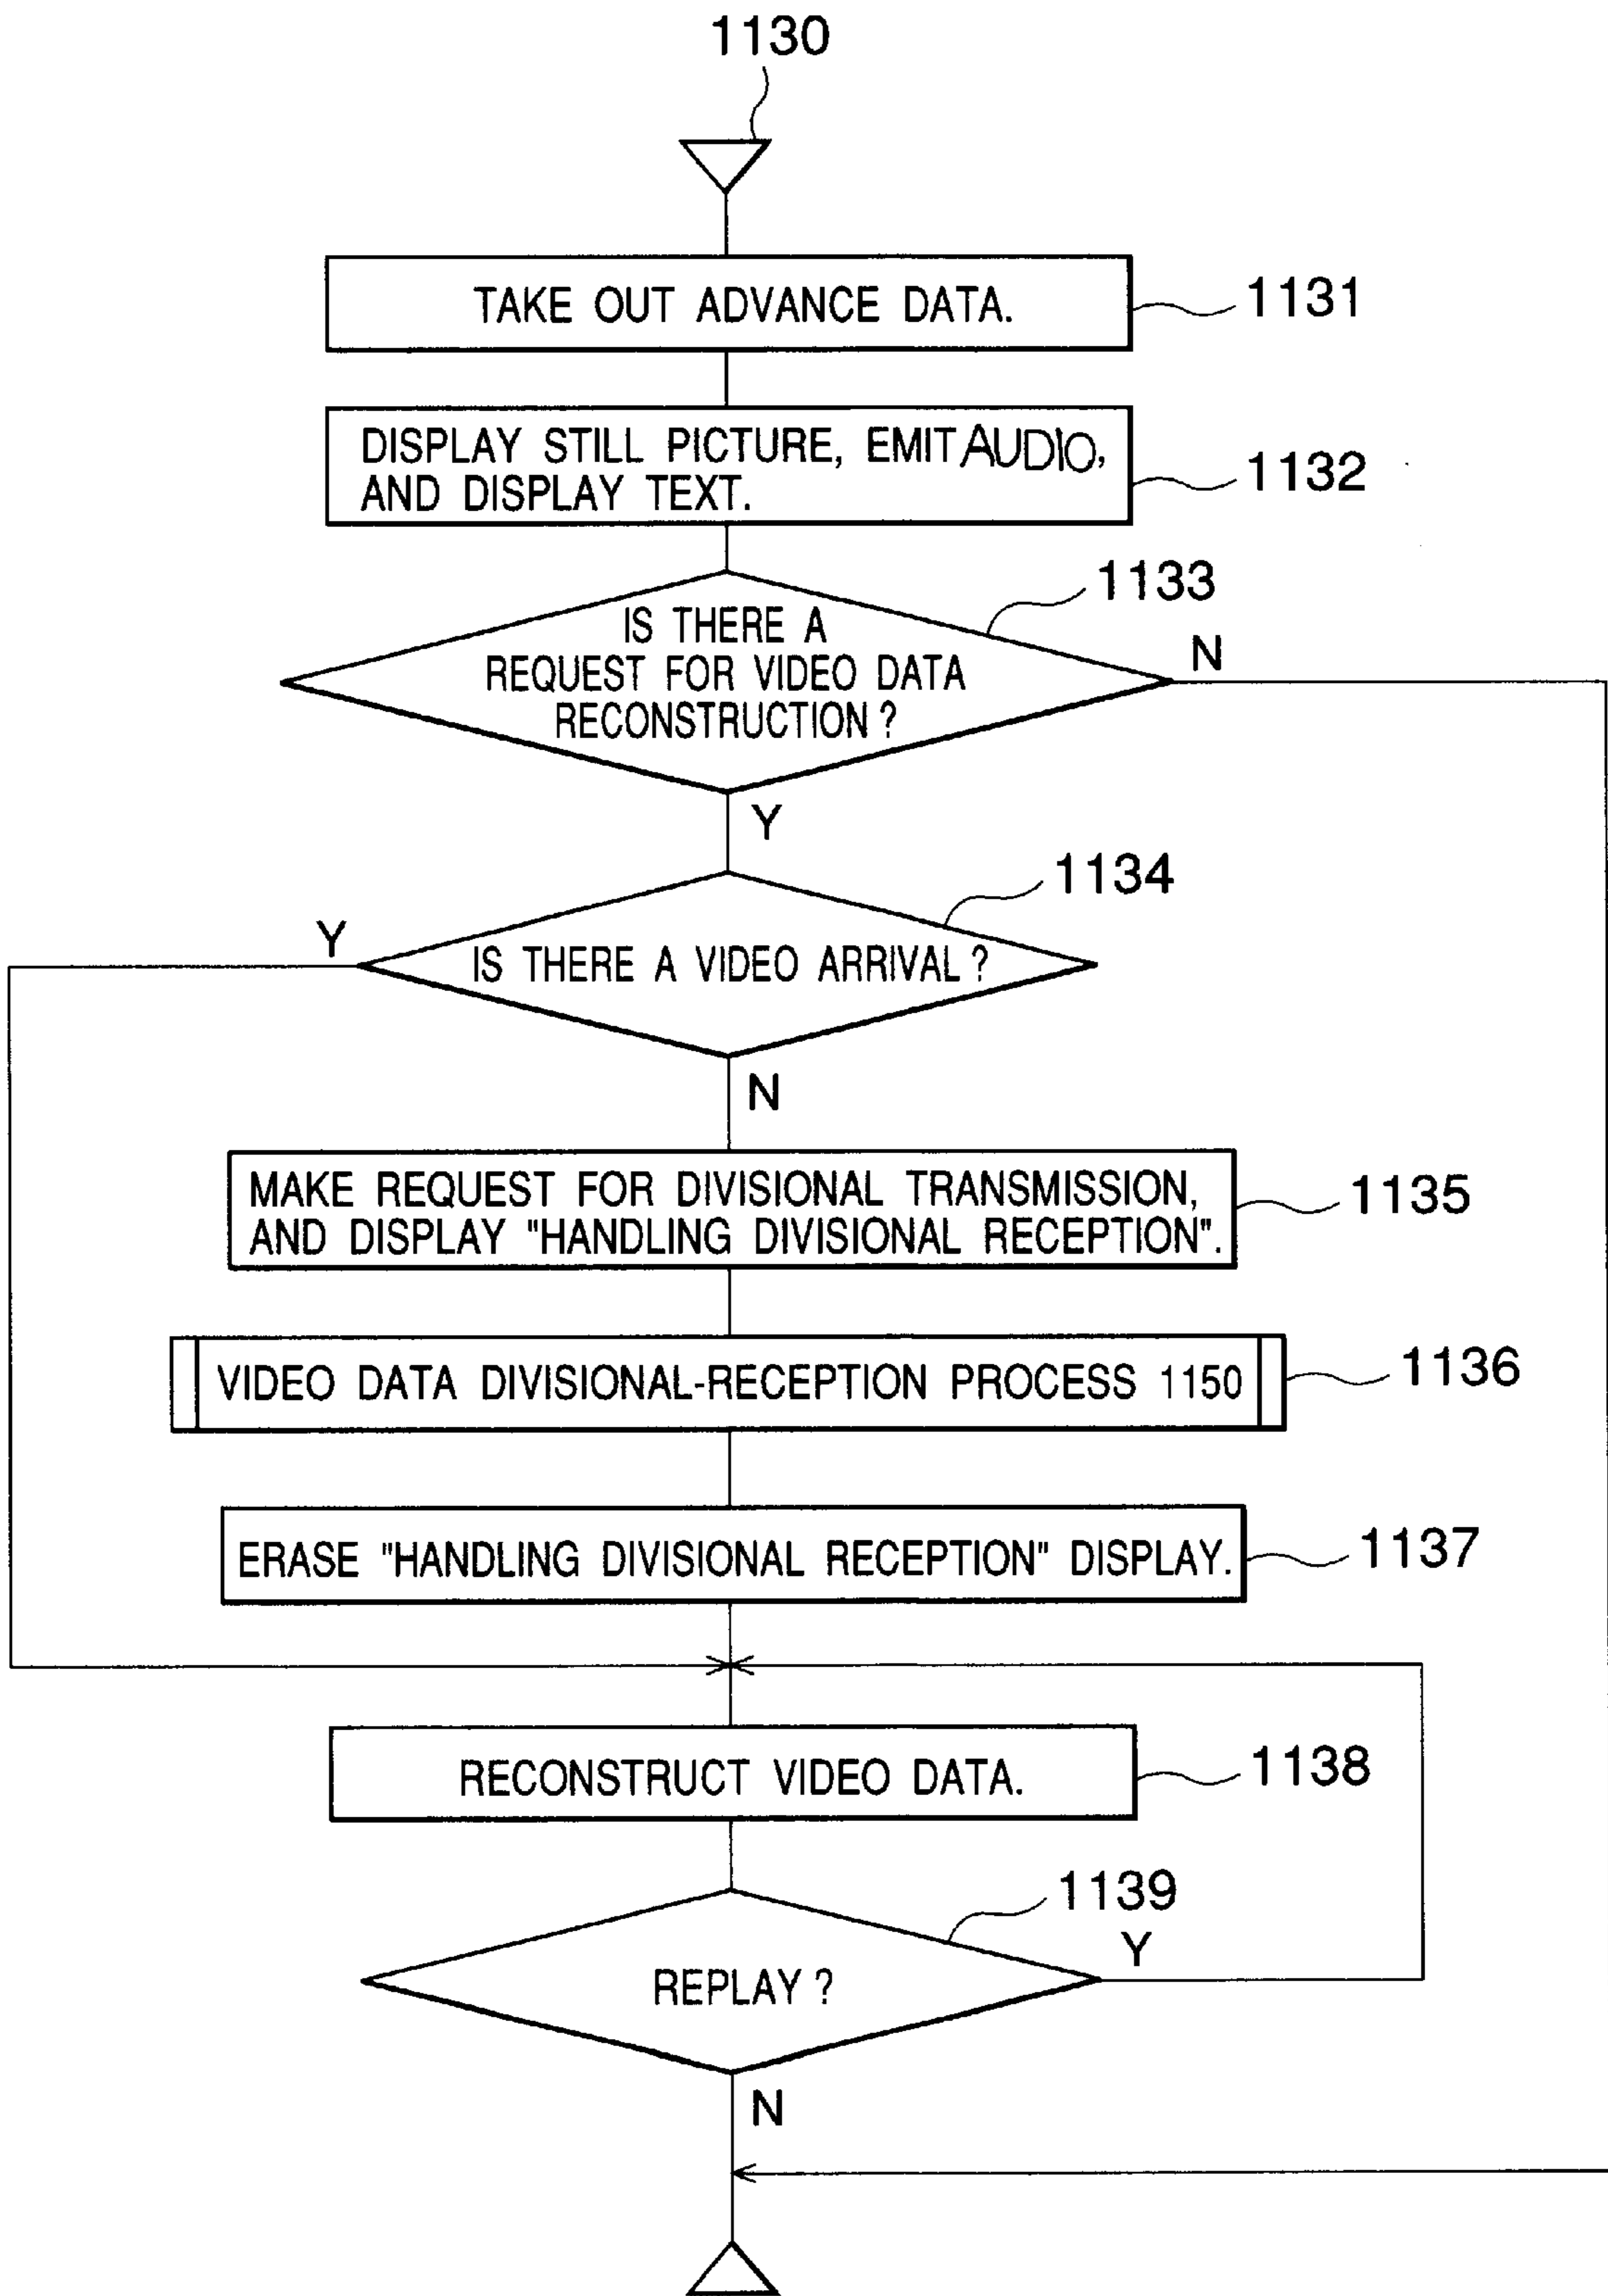 1130
TAKE OUT ADVANCE DATA.
1131
DISPLAY STILL PICTURE, EMIT AUDIO,
AND DISPLAY TEXT.
1132
1133
IS THERE A
REQUEST FOR VIDEO DATA
RECONSTRUCTION ?
N
Y
1134
Y
IS THERE A VIDEO ARRIVAL ?
N
MAKE REQUEST FOR DIVISIONAL TRANSMISSION,
AND DISPLAY "HANDLING DIVISIONAL RECEPTION".
1135
VIDEO DATA DIVISIONAL-RECEPTION PROCESS 1150
1136
ERASE "HANDLING DIVISIONAL RECEPTION" DISPLAY.
1137
RECONSTRUCT VIDEO DATA.
1138
1139
REPLAY ?
Y
N